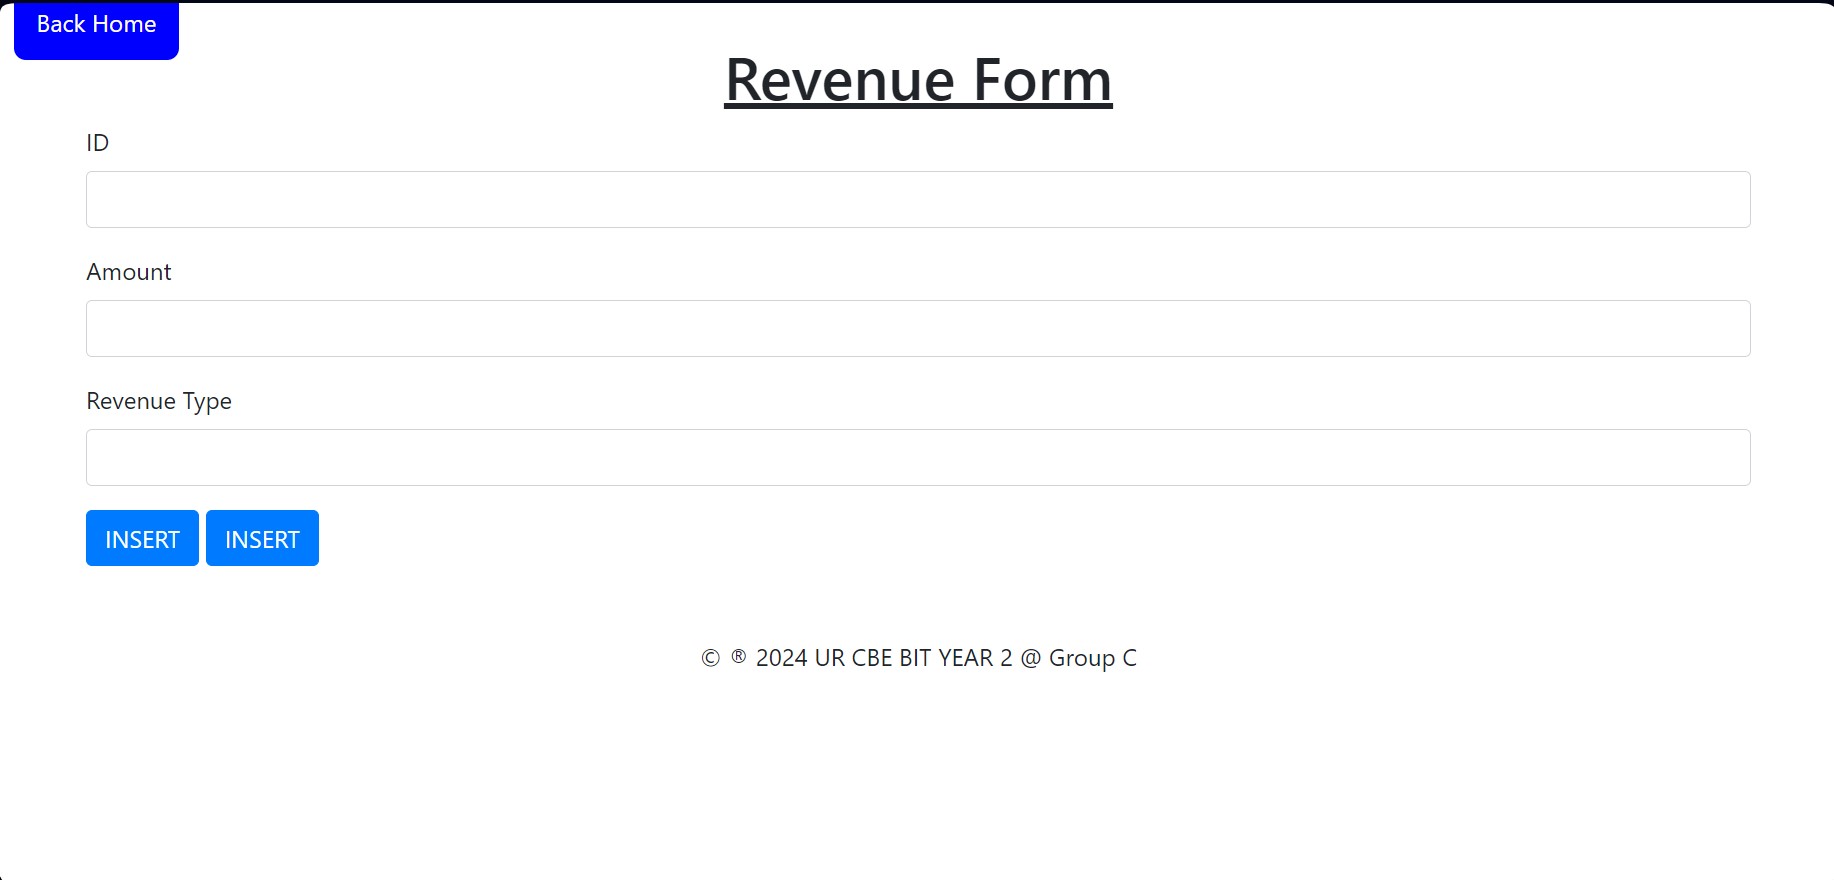 Back Home
Revenue Form
ID
Amount
Revenue Type
INSERT INSERT
© ® 2024 UR CBE BIT YEAR 2 @ Group C